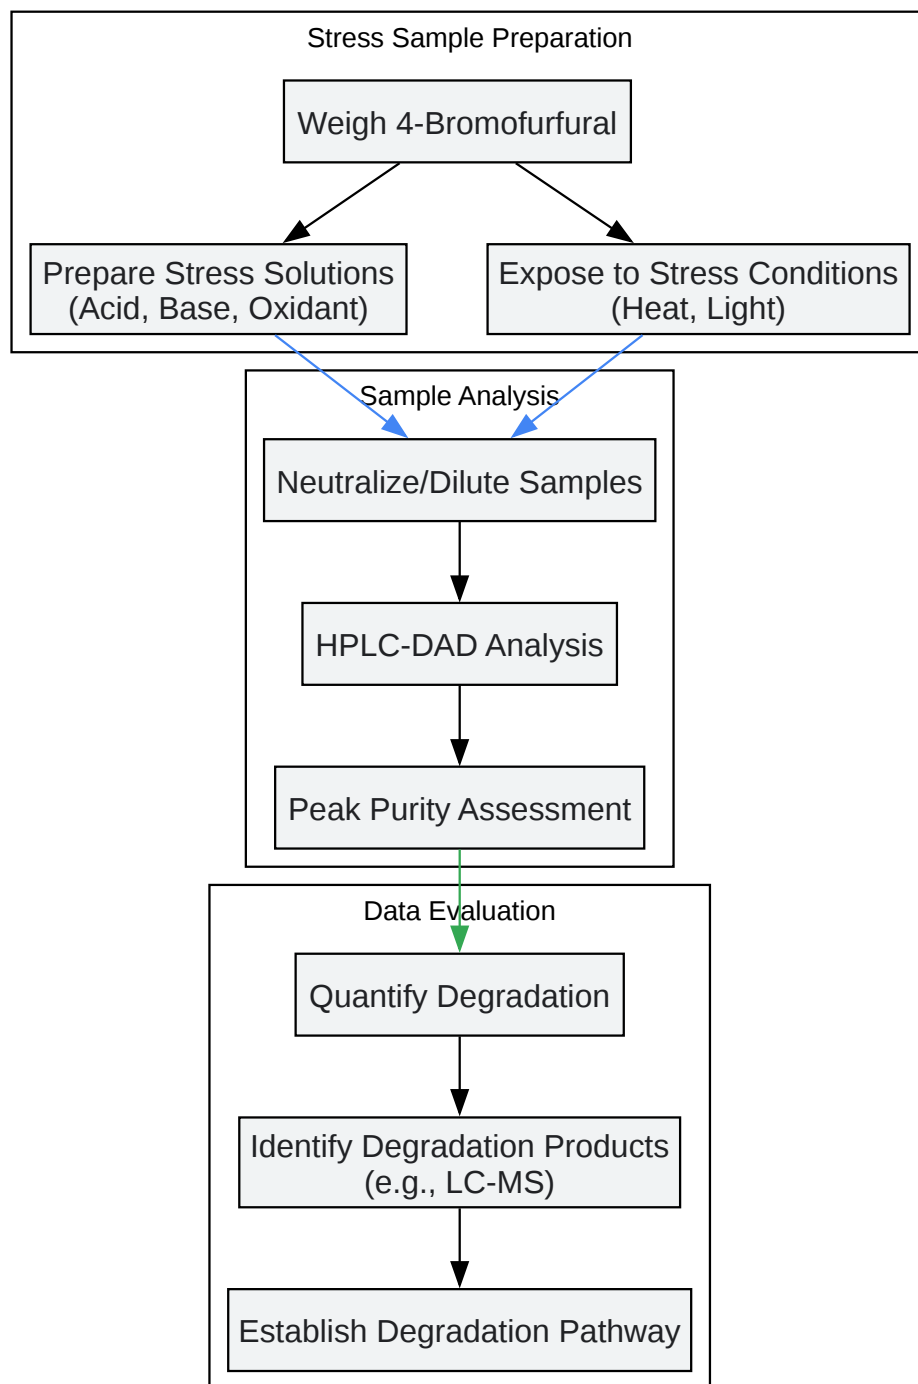 Stress Sample Preparation
Weigh 4-Bromofurfural
Prepare Stress Solutions
(Acid, Base, Oxidant)
Expose to Stress Conditions
(Heat, Light)
Sample Analysis
Neutralize/Dilute Samples
HPLC-DAD Analysis
Peak Purity Assessment
Data Evaluation
Quantify Degradation
Identify Degradation Products
(e.g., LC-MS)
Establish Degradation Pathway